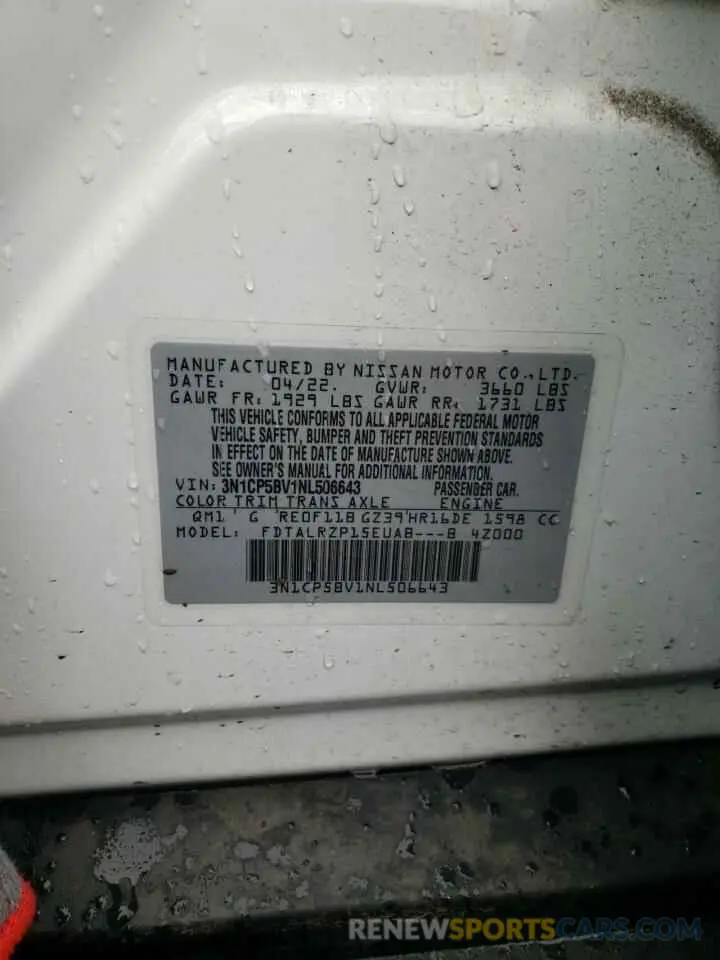 MANUFACTURED BY NISSAN MOTOR CO., LTD.
DATE: 04/22. GVWR: 3660 LBS
GAWR FR: 1929 LBS GAWR RR: 1731 LBS
THIS VEHICLE CONFORMS TO ALL APPLICABLE FEDERAL MOTOR
VEHICLE SAFETY, BUMPER AND THEFT PREVENTION STANDARDS
IN EFFECT ON THE DATE OF MANUFACTURE SHOWN ABOVE.
SEE OWNER'S MANUAL FOR ADDITIONAL INFORMATION.
VIN: 3N1CP5BV1NL506643 PASSENGER CAR.
COLOR TRIM TRANS AXLE ENGINE
QM1 ' G 'RE0F11B GZ39'HR16DE 1598 CC
MODEL: FDTALRZP15EUAB---B 4Z000
3N1CP5BV1NL506643
RENEWSPORTSCARS.COM